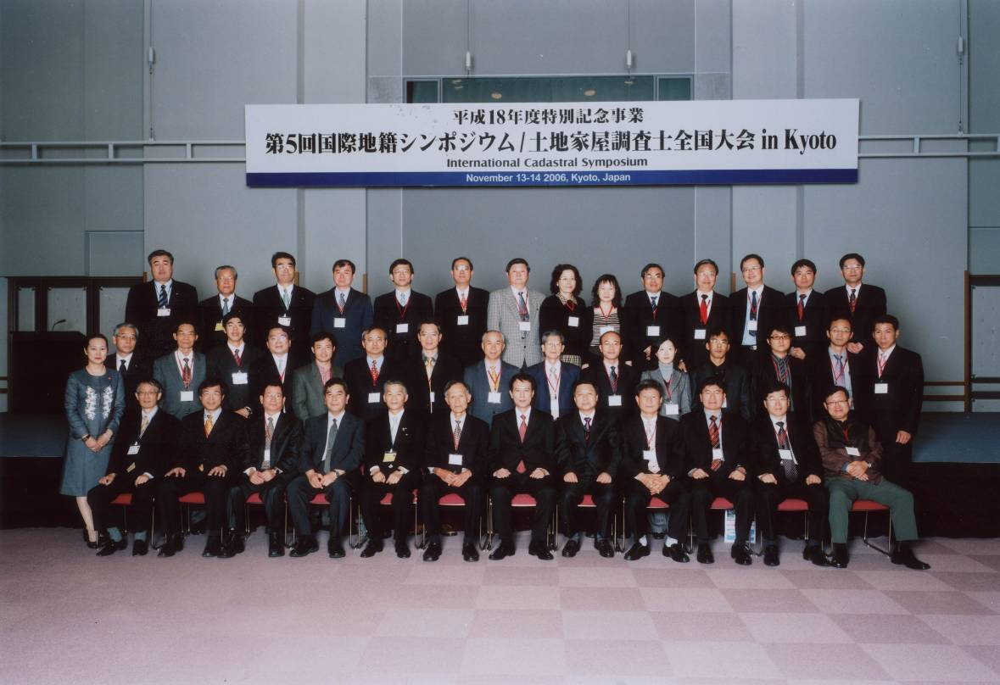 平成18年度特別記念事業
第5回国際地籍シンポジウム/土地家屋調査士全国大会 in Kyoto
International Cadastral Symposium
November 13-14 2006, Kyoto, Japan